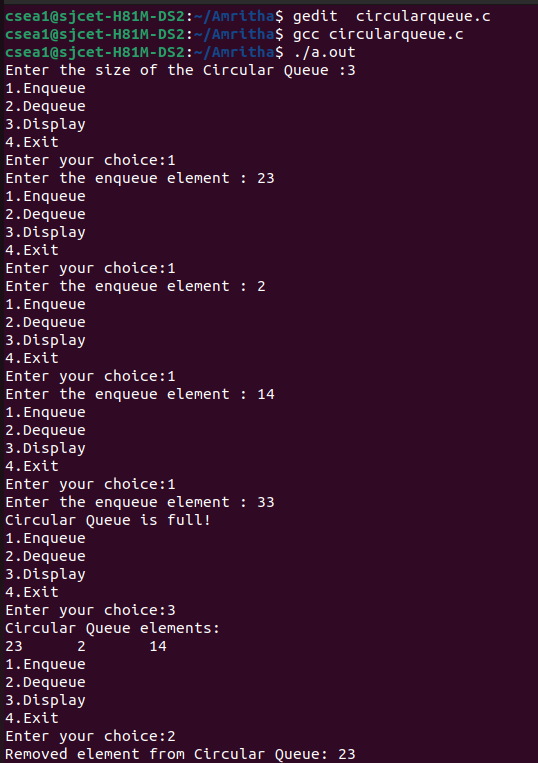 csea1@sjcet-H81M-DS2:~/Amritha$ gedit  circularqueue.c
csea1@sjcet-H81M-DS2:~/Amritha$ gcc circularqueue.c
csea1@sjcet-H81M-DS2:~/Amritha$ ./a.out
Enter the size of the Circular Queue :3
1.Enqueue
2.Dequeue
3.Display
4.Exit
Enter your choice:1
Enter the enqueue element : 23
1.Enqueue
2.Dequeue
3.Display
4.Exit
Enter your choice:1
Enter the enqueue element : 2
1.Enqueue
2.Dequeue
3.Display
4.Exit
Enter your choice:1
Enter the enqueue element : 14
1.Enqueue
2.Dequeue
3.Display
4.Exit
Enter your choice:1
Enter the enqueue element : 33
Circular Queue is full!
1.Enqueue
2.Dequeue
3.Display
4.Exit
Enter your choice:3
Circular Queue elements:
23      2       14
1.Enqueue
2.Dequeue
3.Display
4.Exit
Enter your choice:2
Removed element from Circular Queue: 23